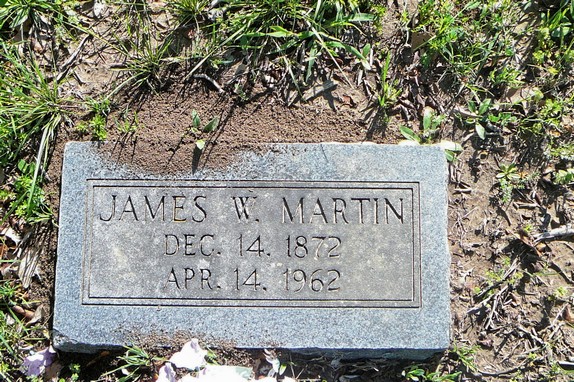 JAMES W. MARTIN
DEC. 14. 1872
APR. 14. 1962